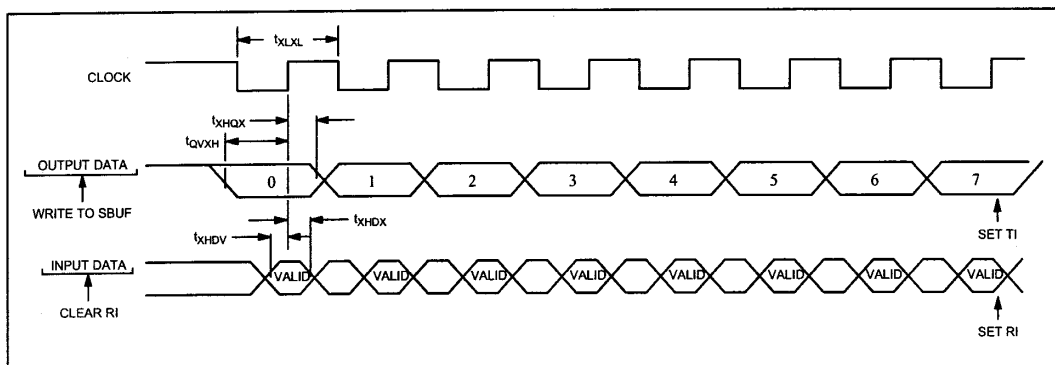 tXLXL
CLOCK
tXHQX
tQVXH
OUTPUT DATA
0 1 2 3 4 5 6 7
WRITE TO SBUF
SET TI
tXHDX
tXHDV
INPUT DATA
VALID VALID VALID VALID VALID VALID VALID VALID
CLEAR RI
SET RI